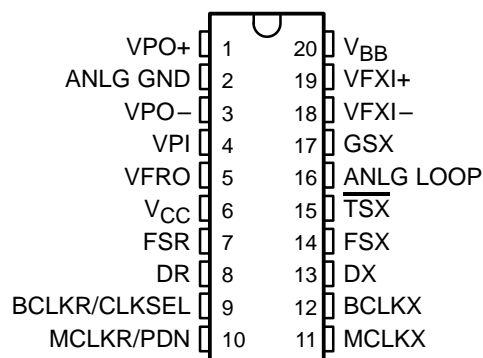 VPO+ 1 20 VBB
ANLG GND 2 19 VFXI+
VPO− 3 18 VFXI−
VPI 4 17 GSX
VFRO 5 16 ANLG LOOP
VCC 6 15 TSX
FSR 7 14 FSX
DR 8 13 DX
BCLKR/CLKSEL 9 12 BCLKX
MCLKR/PDN 10 11 MCLKX